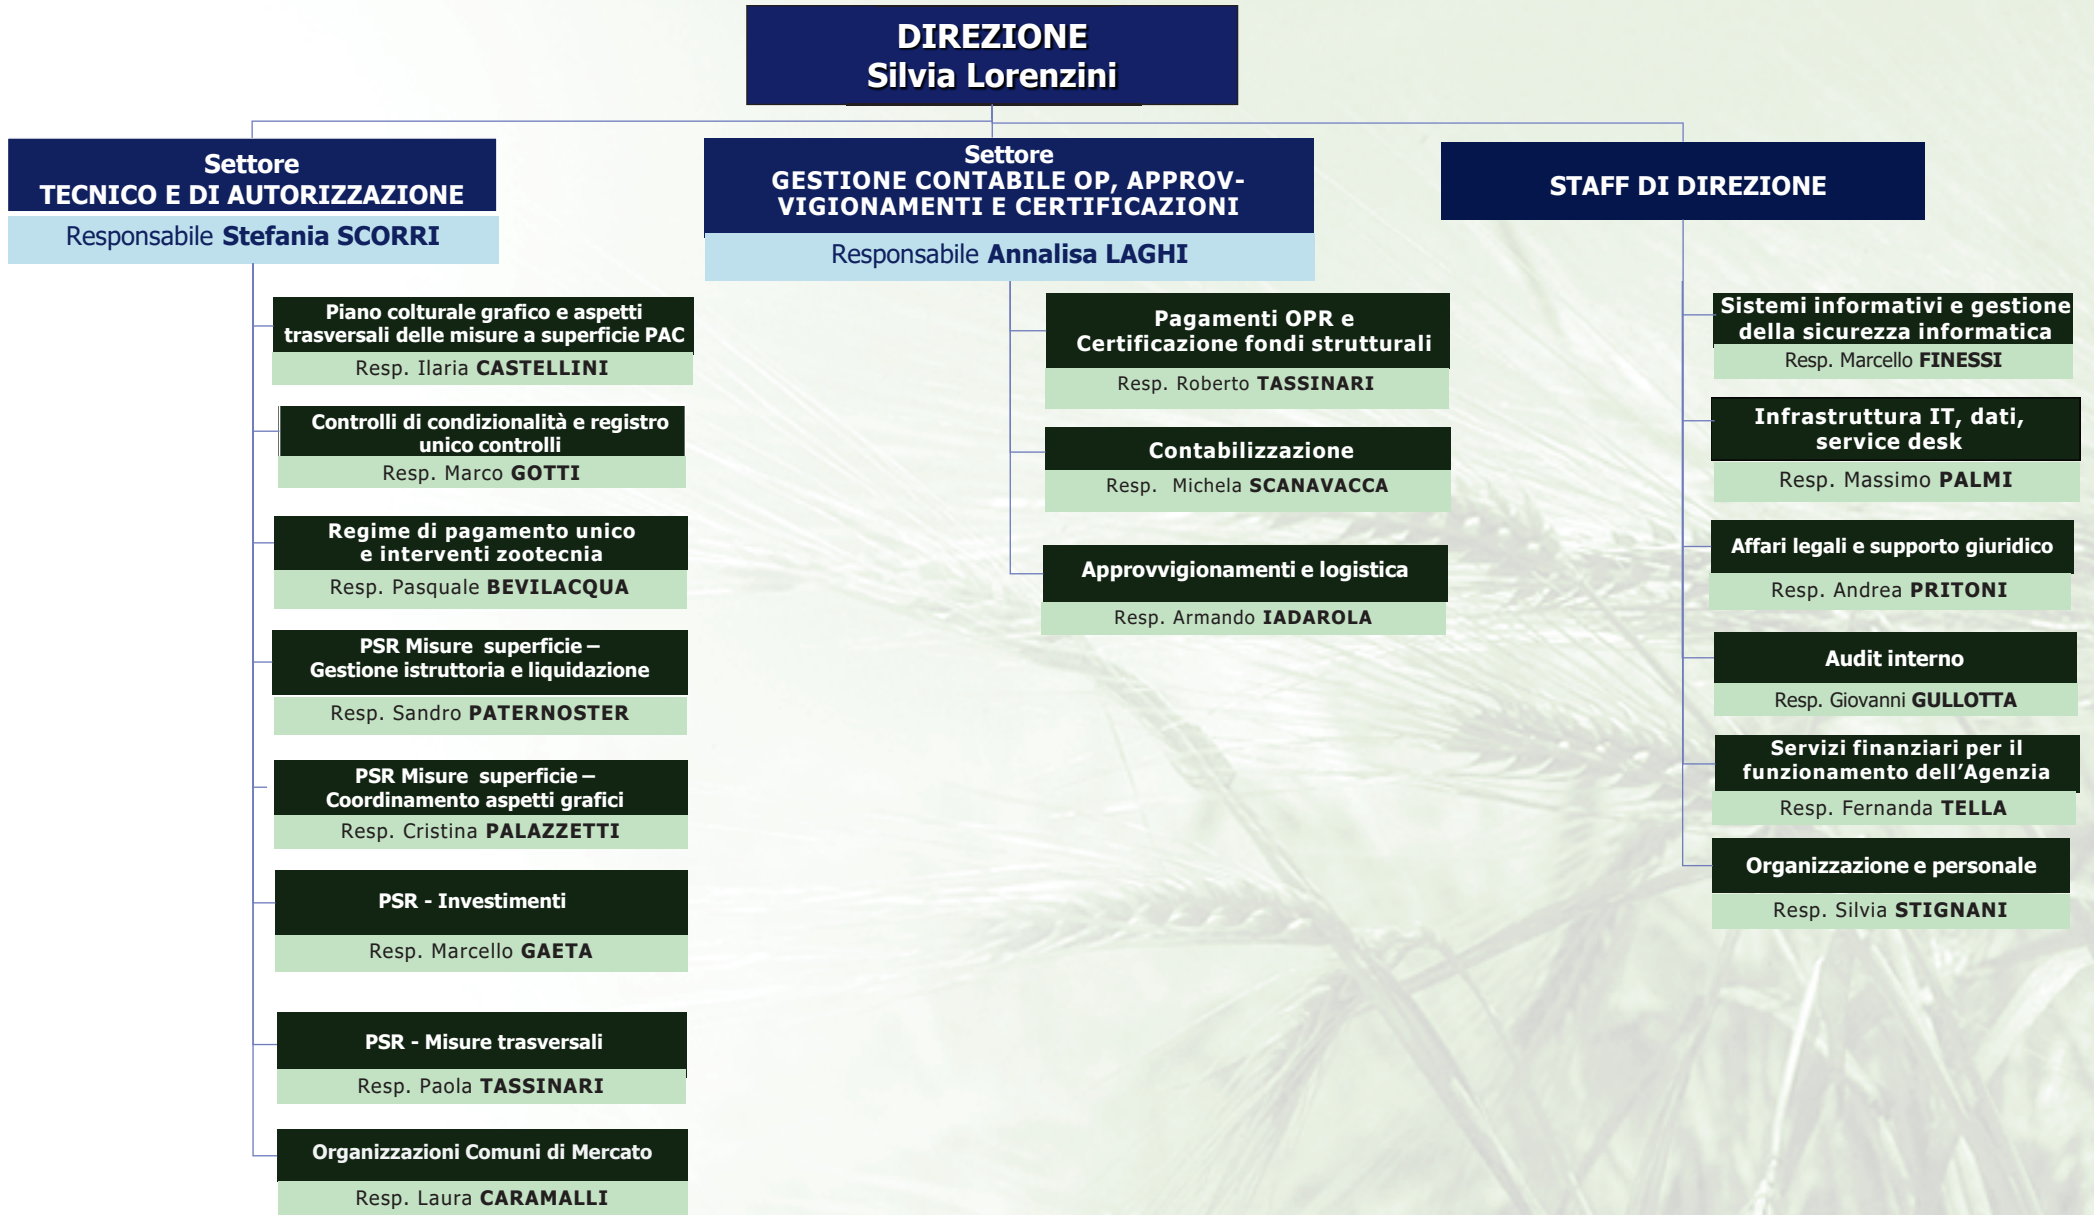 DIREZIONE
Silvia Lorenzini
Settore
TECNICO E DI AUTORIZZAZIONE
Responsabile Stefania SCORRI
Piano colturale grafico e aspetti
trasversali delle misure a superficie PAC
Resp. Ilaria CASTELLINI
Controlli di condizionalità e registro
unico controlli
Resp. Marco GOTTI
Regime di pagamento unico
e interventi zootecnia
Resp. Pasquale BEVILACQUA
PSR Misure superficie –
Gestione istruttoria e liquidazione
Resp. Sandro PATERNOSTER
PSR Misure superficie –
Coordinamento aspetti grafici
Resp. Cristina PALAZZETTI
PSR - Investimenti
Resp. Marcello GAETA
PSR - Misure trasversali
Resp. Paola TASSINARI
Organizzazioni Comuni di Mercato
Resp. Laura CARAMALLI
Settore
GESTIONE CONTABILE OP, APPROV-
VIGIONAMENTI E CERTIFICAZIONI
Responsabile Annalisa LAGHI
Pagamenti OPR e
Certificazione fondi strutturali
Resp. Roberto TASSINARI
Contabilizzazione
Resp. Michela SCANAVACCA
Approvvigionamenti e logistica
Resp. Armando IADAROLA
STAFF DI DIREZIONE
Sistemi informativi e gestione
della sicurezza informatica
Resp. Marcello FINESSI
Infrastruttura IT, dati,
service desk
Resp. Massimo PALMI
Affari legali e supporto giuridico
Resp. Andrea PRITONI
Audit interno
Resp. Giovanni GULLOTTA
Servizi finanziari per il
funzionamento dell’Agenzia
Resp. Fernanda TELLA
Organizzazione e personale
Resp. Silvia STIGNANI